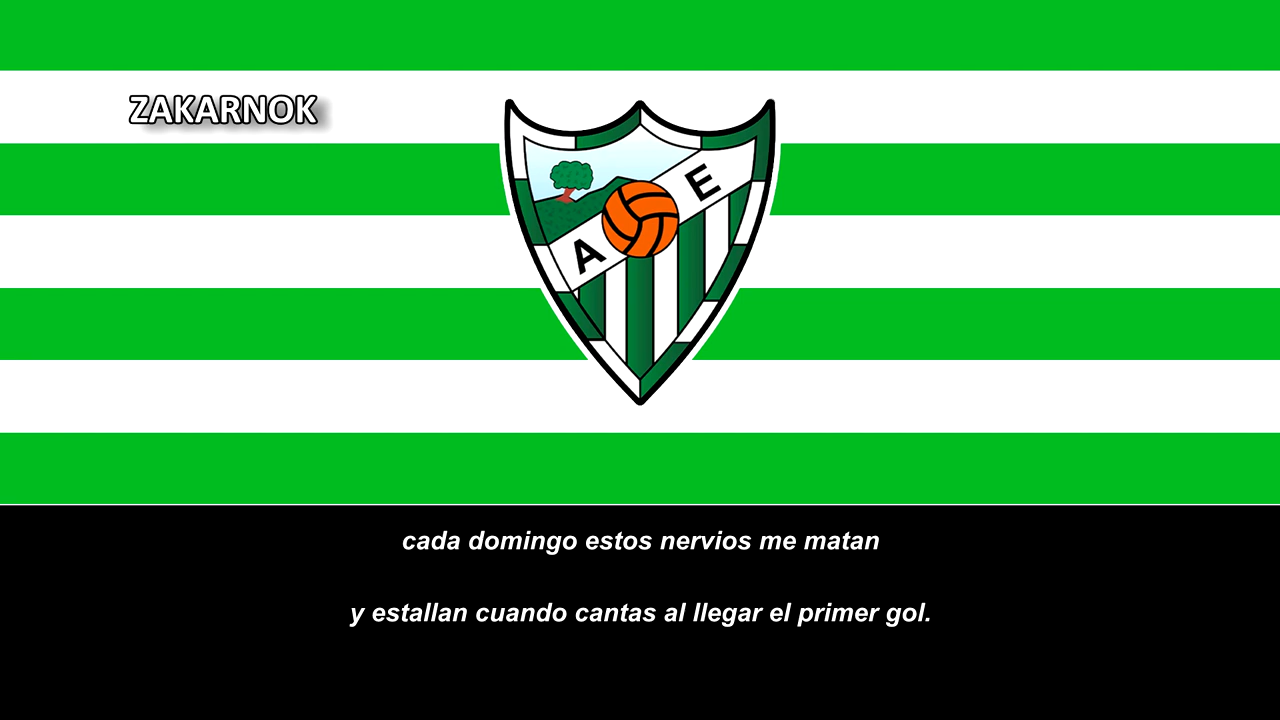 ZAKARNOK
A E
cada domingo estos nervios me matan
y estallan cuando cantas al llegar el primer gol.